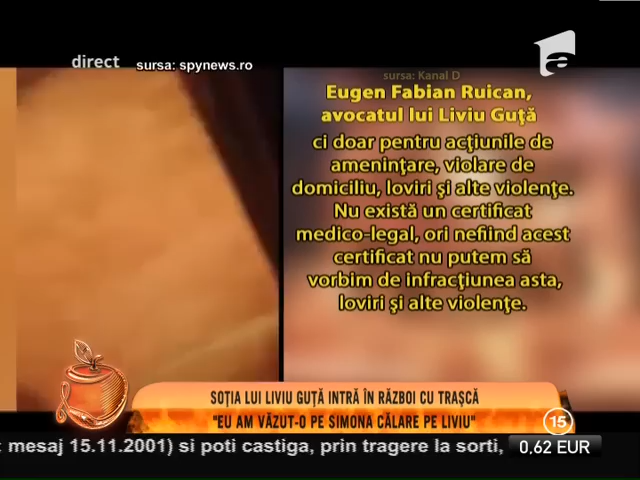 direct
sursa: spynews.ro
sursa: Kanal D
Eugen Fabian Ruican,
avocatul lui Liviu Guţă
ci doar pentru acţiunile de
ameninţare, violare de
domiciliu, loviri şi alte violenţe.
Nu există un certificat
medico-legal, ori nefiind acest
certificat nu putem să
vorbim de infracţiunea asta,
loviri şi alte violenţe.
SOŢIA LUI LIVIU GUŢĂ INTRĂ ÎN RĂZBOI CU TRAŞCĂ
"EU AM VĂZUT-O PE SIMONA CĂLARE PE LIVIU"
15
: mesaj 15.11.2001) si poti castiga, prin tragere la sorti,
0,62 EUR